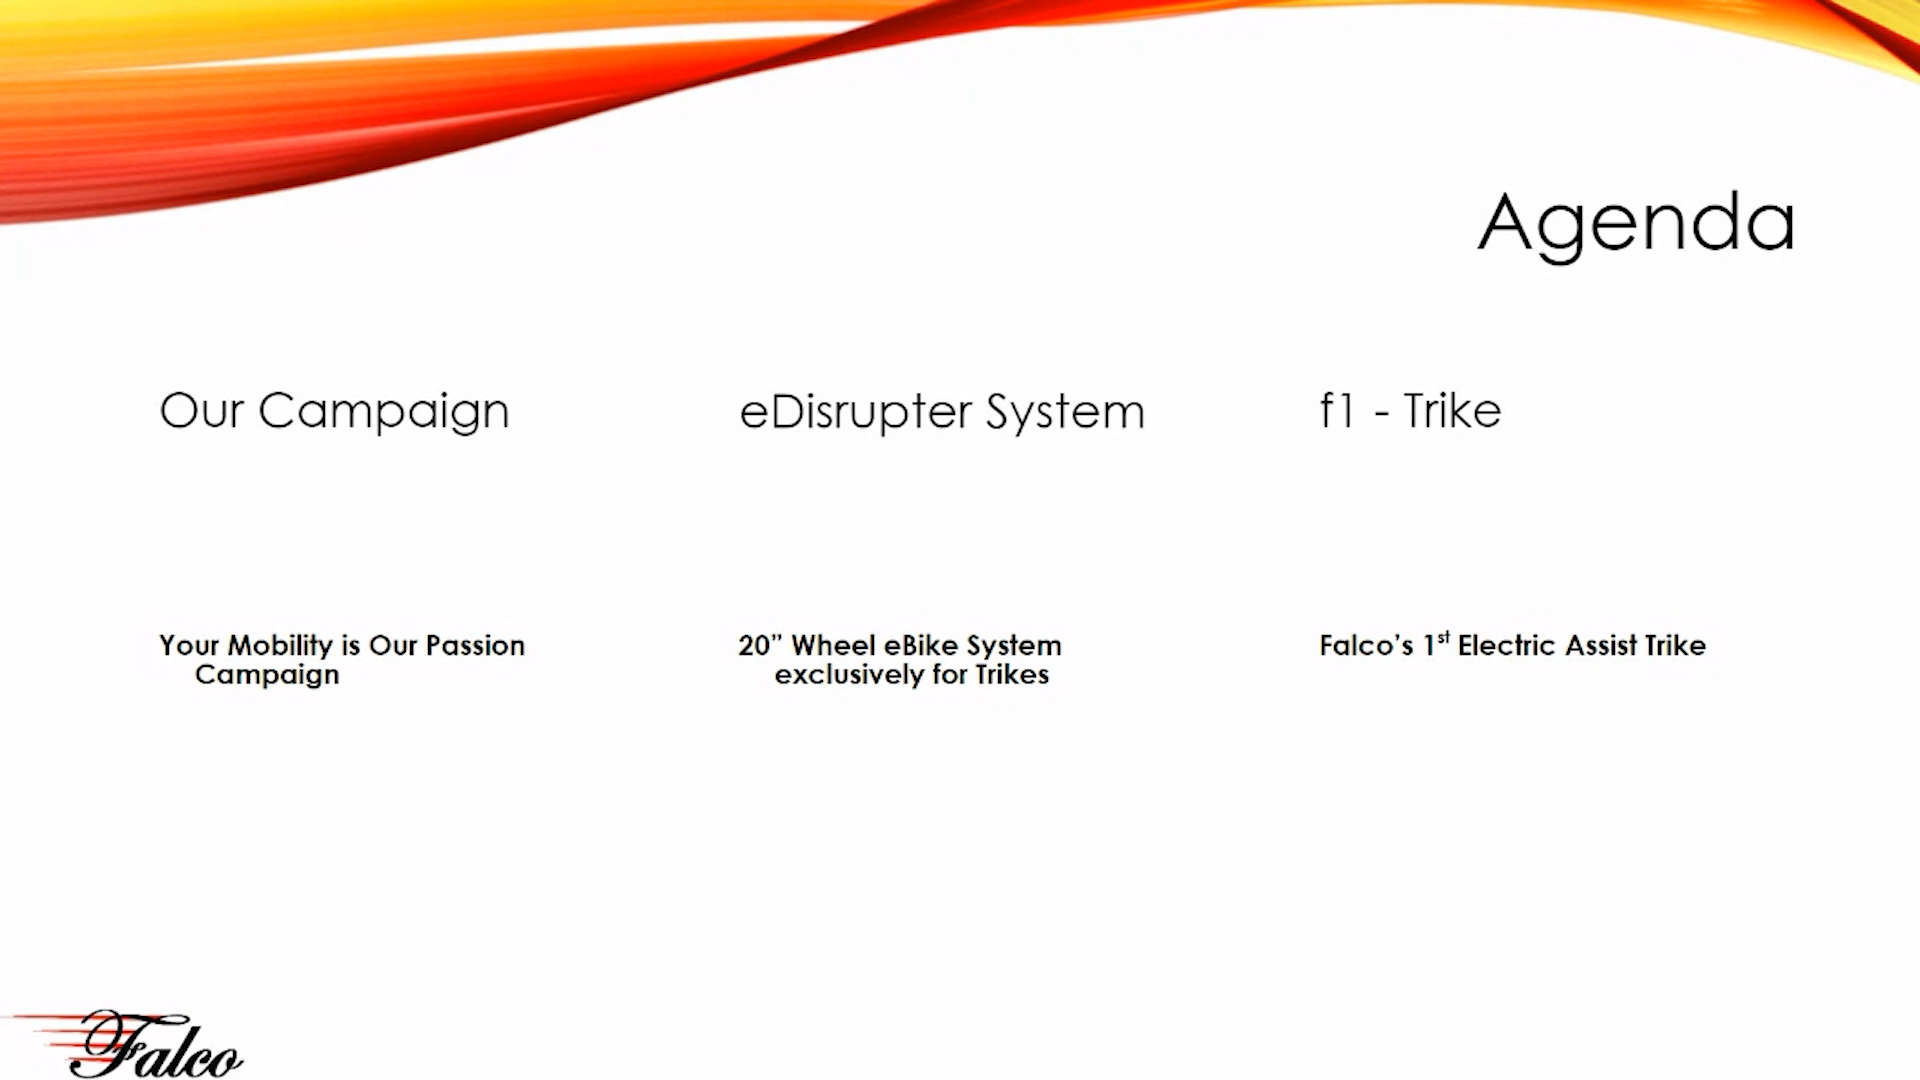 Agenda
Our Campaign
eDisrupter System
f1 - Trike
Your Mobility is Our Passion
Campaign
20” Wheel eBike System
exclusively for Trikes
Falco’s 1st Electric Assist Trike
Falco